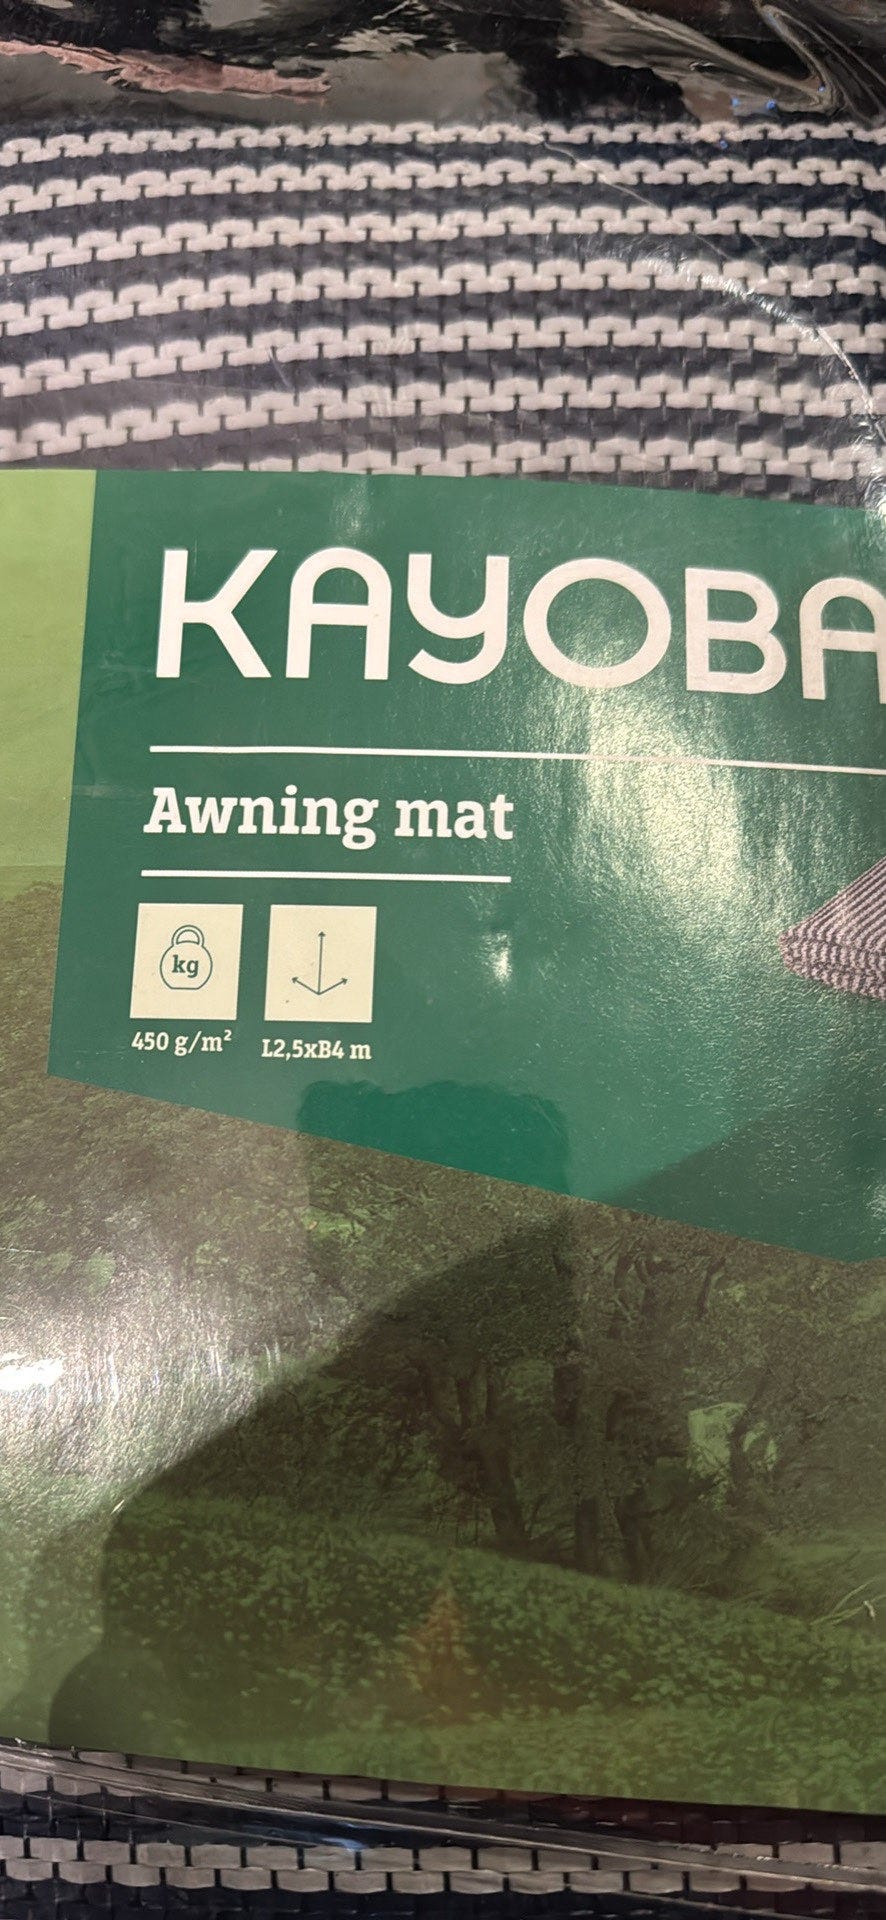 KAYOBA
Awning mat
kg
450 g/m²
L2,5xB4 m